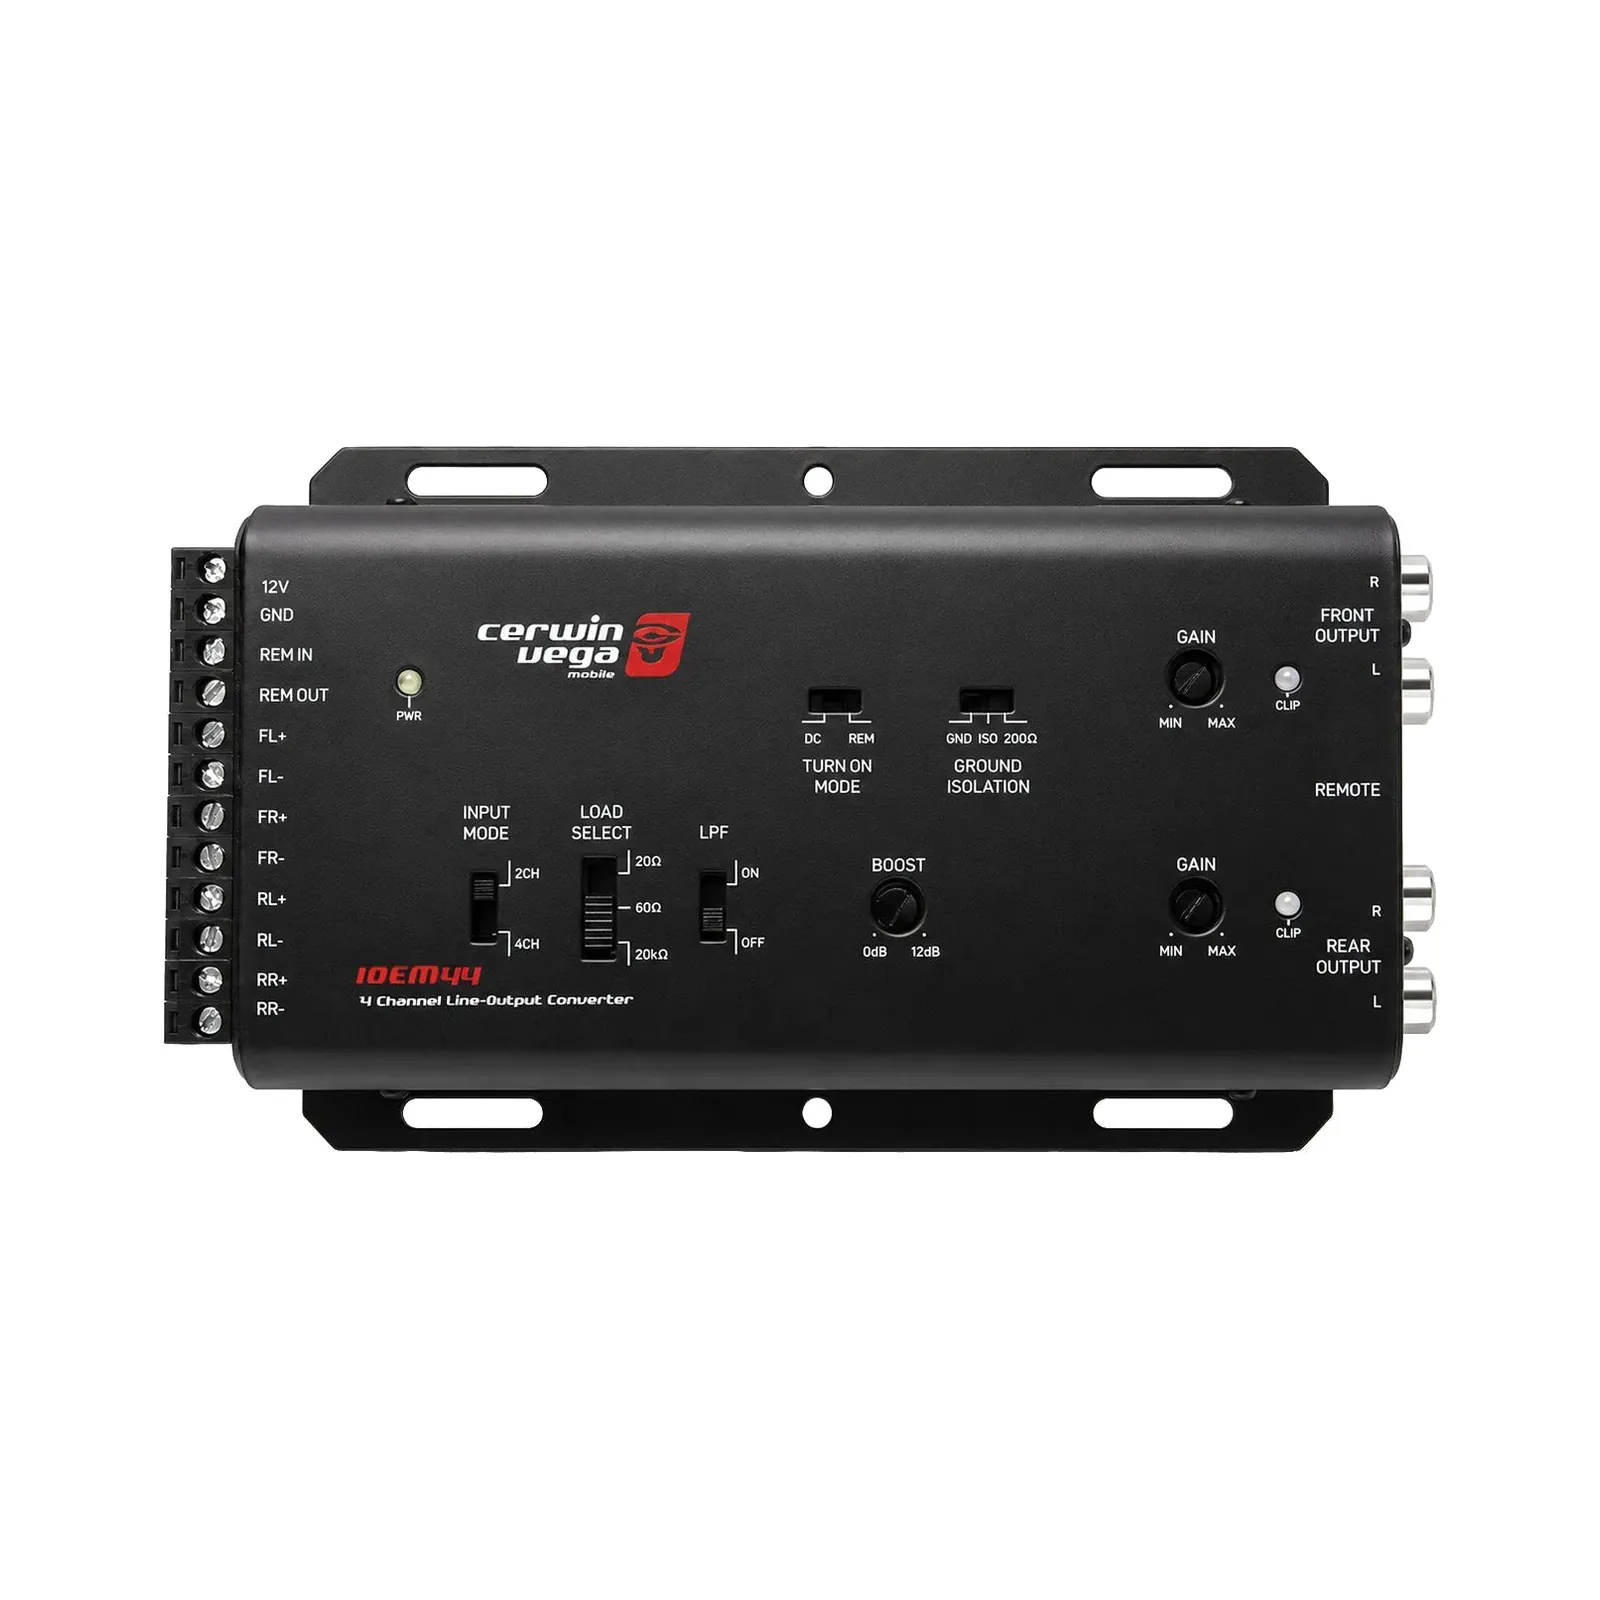 12V
GND
REM IN
REM OUT
FL+
FL-
FR+
FR-
RL+
RL-
RR+
RR-
cerwin
vega
mobile
PWR
INPUT
MODE
2CH
4CH
LOAD
SELECT
20Ω
60Ω
20kΩ
LPF
ON
OFF
IOEM44
4 Channel Line-Output Converter
DC REM
TURN ON
MODE
GND ISO 200Ω
GROUND
ISOLATION
BOOST
0dB 12dB
GAIN
MIN MAX
CLIP
GAIN
MIN MAX
CLIP
R
FRONT
OUTPUT
L
REMOTE
R
REAR
OUTPUT
L